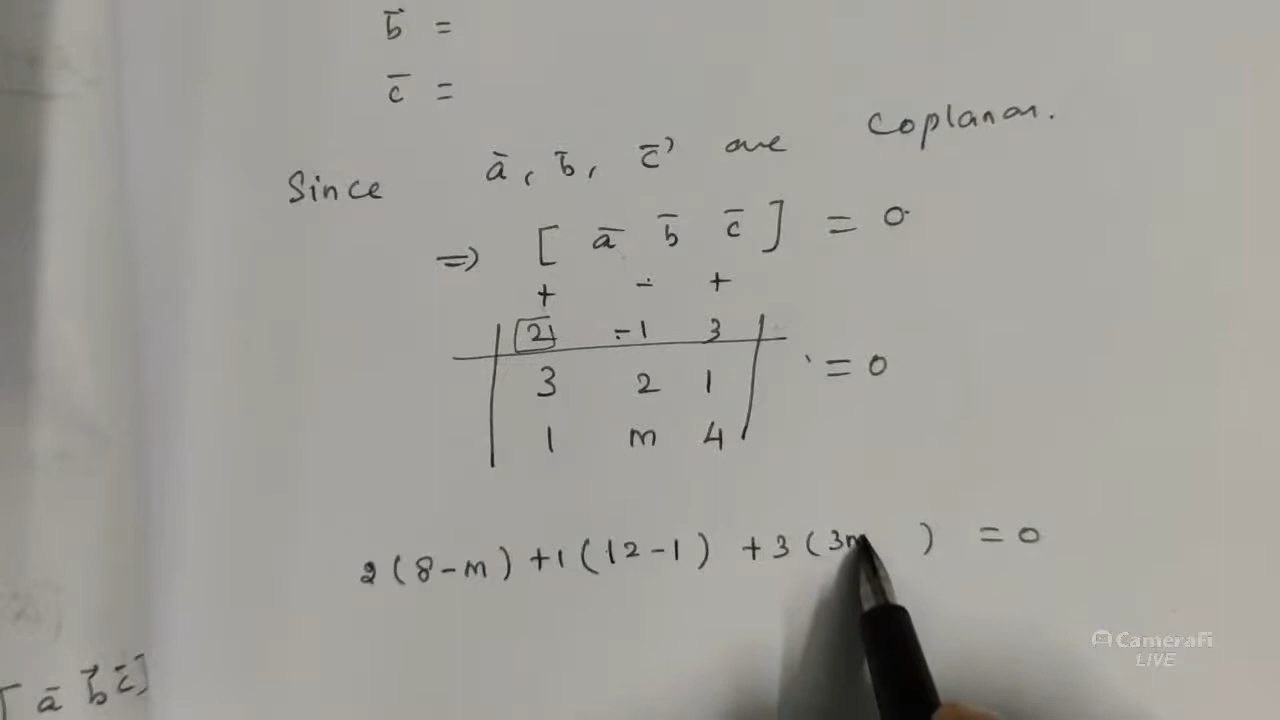 b̄ =
c̄ =
Since ā, b̄, c̄ are coplanar.
=> [ ā b̄ c̄ ] = 0
+ - +
| 2 -1 3 |
| 3 2 1 | = 0
| 1 m 4 |
2(8-m) +1(12-1) +3(3m ) = 0
CameraFi
LIVE
[ ā b̄ c̄]